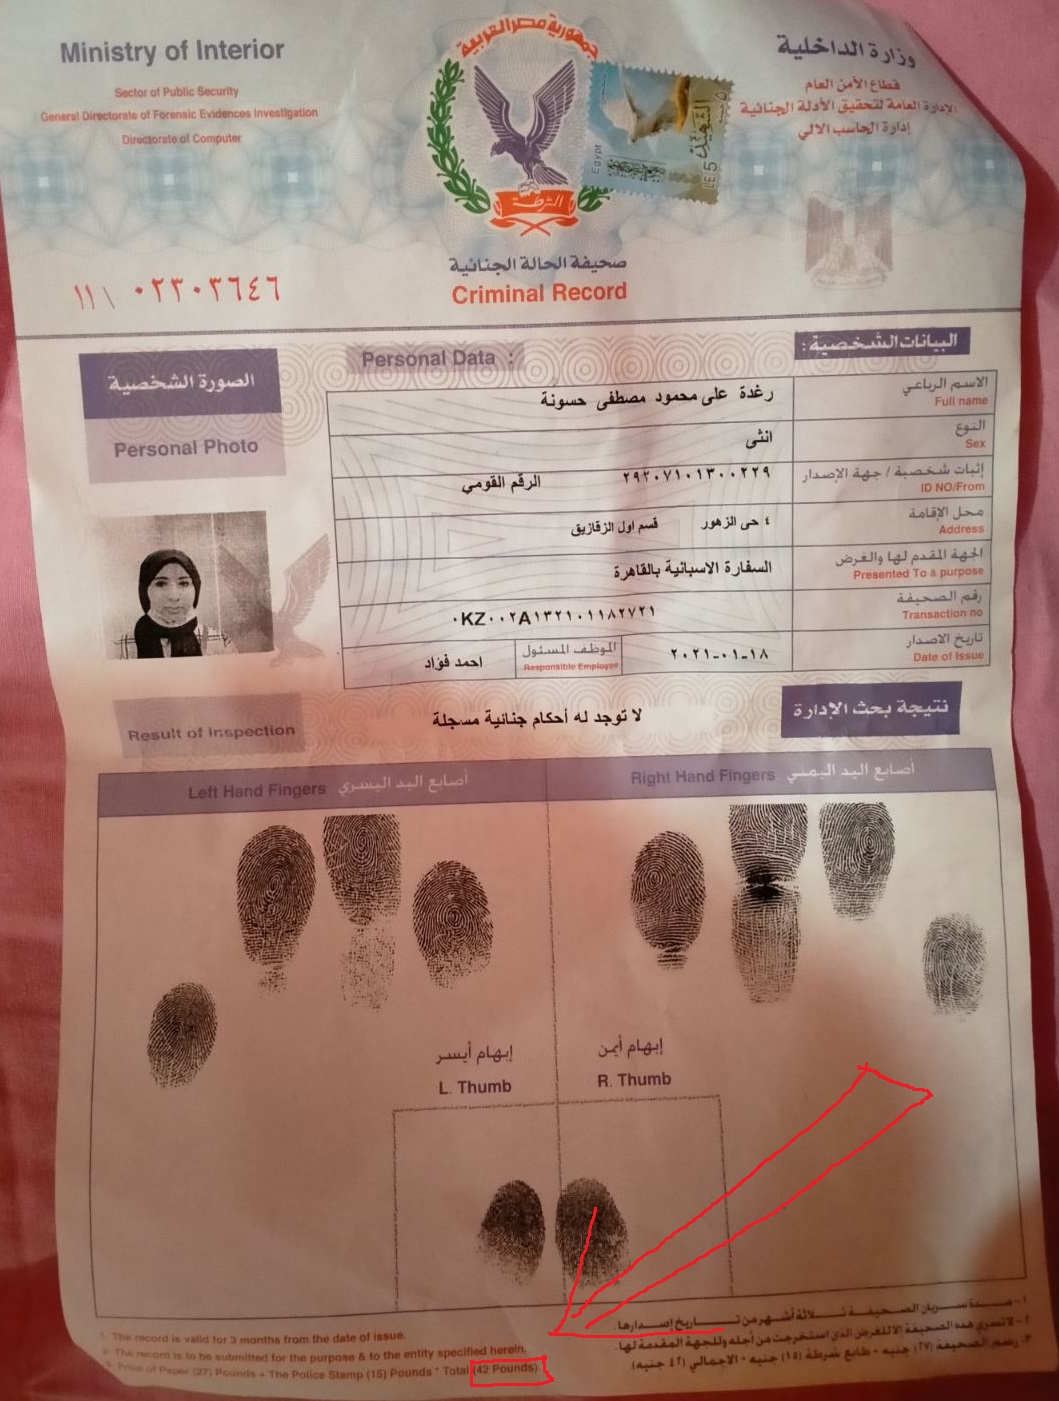 جمهورية مصر العربية
الشرطة
Ministry of Interior
Sector of Public Security
General Directorate of Forensic Evidences Investigation
Directorate of Computer
وزارة الداخلية
قطاع الأمن العام
الإدارة العامة لتحقيق الأدلة الجنائية
إدارة الحاسب الالي
Egypt
LE 5
صحيفة الحالة الجنائية
Criminal Record
١١ \ ٠٢٣٠٣٦٤٦
البيانات الشخصية :
Personal Data :
الصورة الشخصية
Personal Photo
الاسم الرباعي
Full name
رغدة على محمود مصطفى حسونة
النوع
Sex
انثى
إثبات شخصية / جهة الإصدار
ID NO/From
٢٩٢٠٧١٠١٣٠٠٢٢٩ الرقم القومي
محل الإقامة
Address
٤ حى الزهور قسم اول الزقازيق
الجهة المقدم لها والغرض
Presented To & purpose
السفارة الاسبانية بالقاهرة
رقم الصحيفة
Transaction no
٠KZ٠٠٢A١٣٢١٠١١٨٢٧٢١
تاريخ الاصدار
Date of Issue
٢٠٢١-٠١-١٨
الموظف المسئول
Responsible Employee
احمد فؤاد
نتيجة بحث الإدارة
لا توجد له أحكام جنائية مسجلة
Result of Inspection
أصابع اليد اليمني Right Hand Fingers
أصابع اليد اليسري Left Hand Fingers
إبهام أيمن
R. Thumb
إبهام أيسر
L. Thumb
١- مدة سريان الصحيفة ثلاثة أشهر من تاريخ إصدارها
٢- لا تسري هذه الصحيفة إلا للغرض الذي استخرجت من أجله وللجهة المقدمة لها.
٣- رسم الصحيفة (٢٧) جنيه + طابع شرطة (١٥) جنيه = الاجمالي (٤٢ جنيه)
1- The record is valid for 3 months from the date of issue.
2- The record is to be submitted for the purpose & to the entity specified herein.
3- Price of Paper (27) Pounds + The Police Stamp (15) Pounds = Total (42 Pounds)